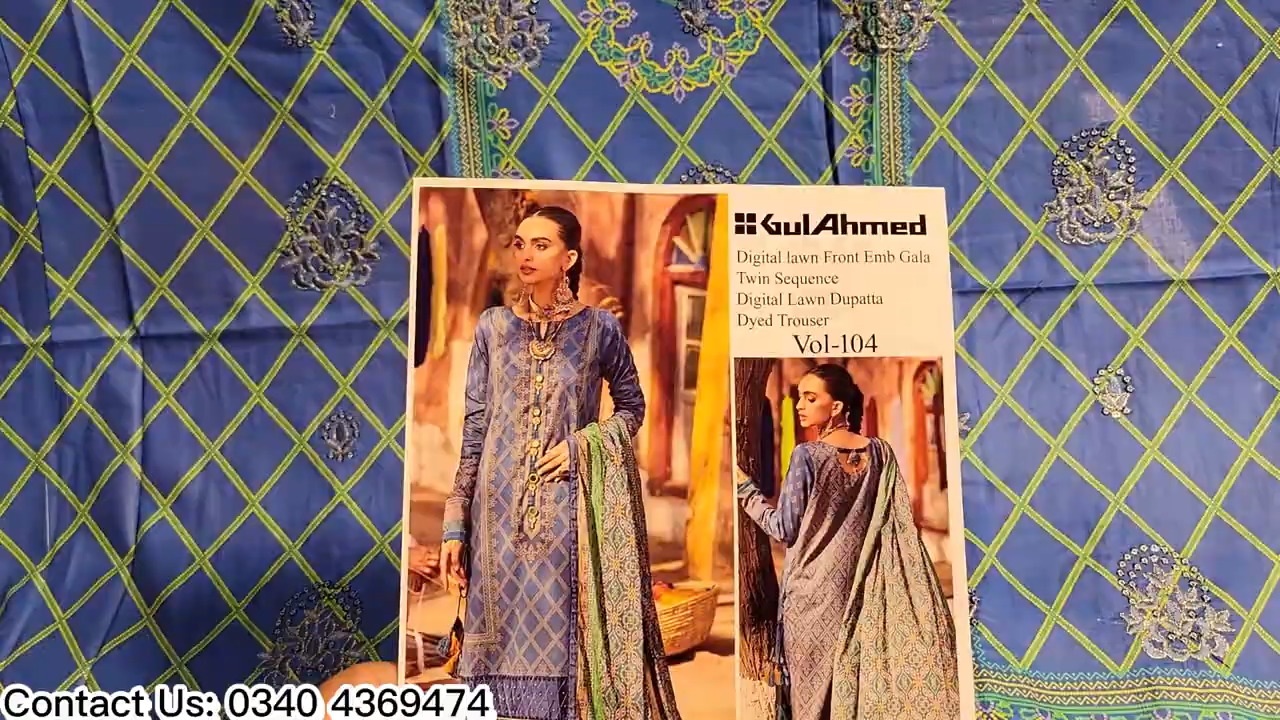 GulAhmed
Digital lawn Front Emb Gala
Twin Sequence
Digital Lawn Dupatta
Dyed Trouser
Vol-104
Contact Us: 0340 4369474